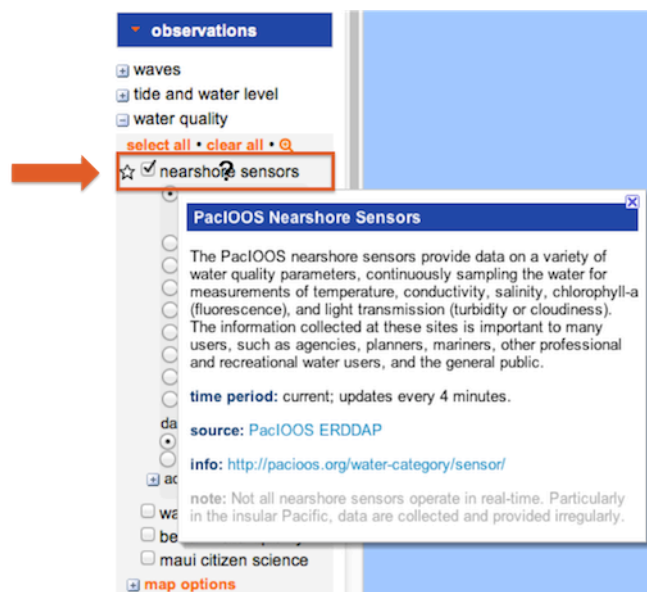 observations
waves
tide and water level
water quality
select all • clear all •
nearshore sensors
?
PacIOOS Nearshore Sensors
The PacIOOS nearshore sensors provide data on a variety of
water quality parameters, continuously sampling the water for
measurements of temperature, conductivity, salinity, chlorophyll-a
(fluorescence), and light transmission (turbidity or cloudiness).
The information collected at these sites is important to many
users, such as agencies, planners, mariners, other professional
and recreational water users, and the general public.
time period: current; updates every 4 minutes.
source: PacIOOS ERDDAP
info: http://pacioos.org/water-category/sensor/
note: Not all nearshore sensors operate in real-time. Particularly
in the insular Pacific, data are collected and provided irregularly.
maui citizen science
map options